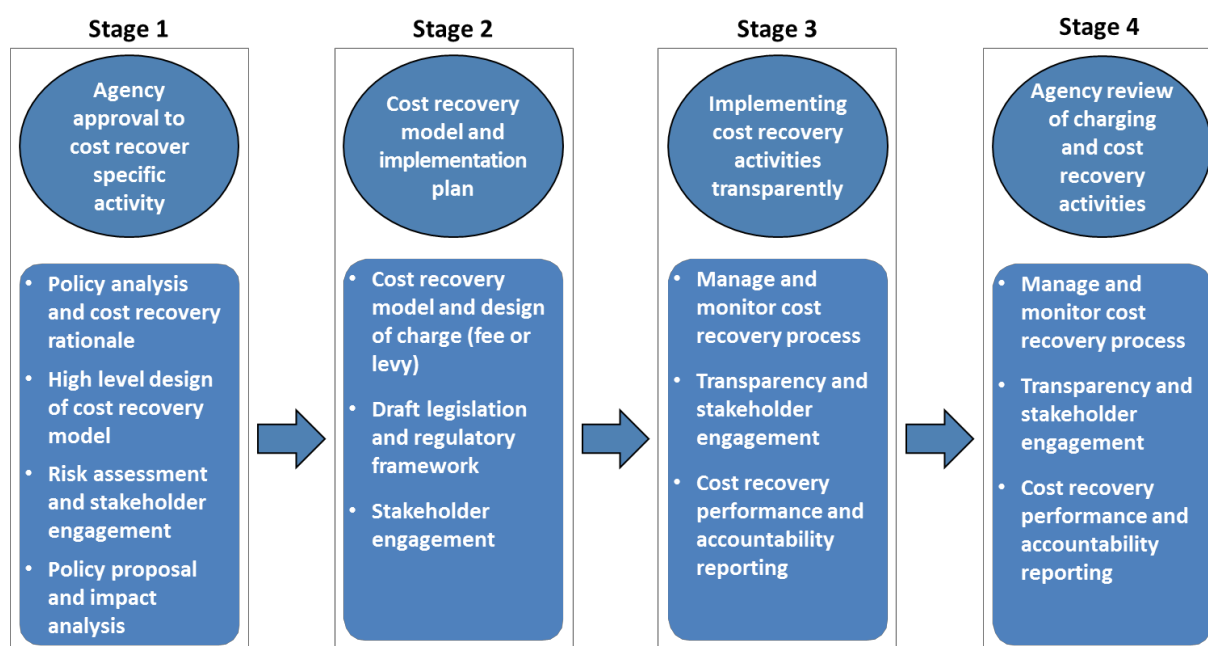 Stage 1
Agency
approval to
cost recover
specific
activity
• Policy analysis
and cost recovery
rationale
• High level design
of cost recovery
model
• Risk assessment
and stakeholder
engagement
• Policy proposal
and impact
analysis
Stage 2
Cost recovery
model and
implementation
plan
• Cost recovery
model and design
of charge (fee or
levy)
• Draft legislation
and regulatory
framework
• Stakeholder
engagement
Stage 3
Implementing
cost recovery
activities
transparently
• Manage and
monitor cost
recovery process
• Transparency and
stakeholder
engagement
• Cost recovery
performance and
accountability
reporting
Stage 4
Agency review
of charging
and cost
recovery
activities
• Manage and
monitor cost
recovery process
• Transparency and
stakeholder
engagement
• Cost recovery
performance and
accountability
reporting